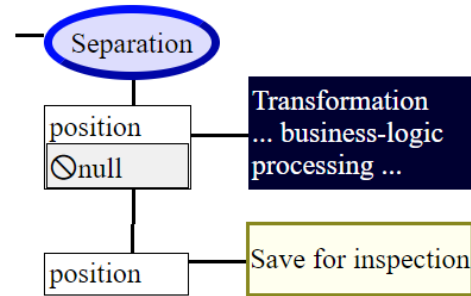 Separation
position
🚫null
Transformation
... business-logic
processing ...
position
Save for inspection